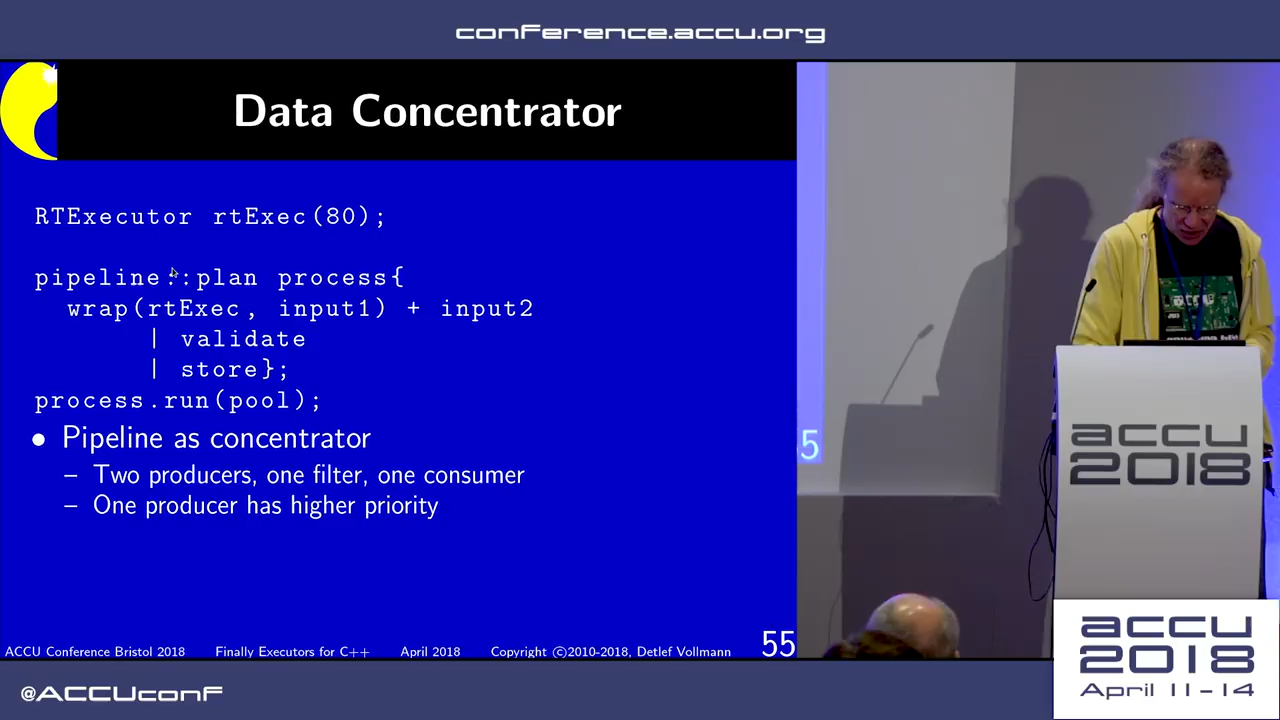 conference.accu.org
Data Concentrator
RTExecutor rtExec(80);
pipeline::plan process{
wrap(rtExec, input1) + input2
| validate
| store};
process.run(pool);
• Pipeline as concentrator
– Two producers, one filter, one consumer
– One producer has higher priority
ACCU Conference Bristol 2018 Finally Executors for C++ April 2018 Copyright ©2010-2018, Detlef Vollmann 55
5
accu
2018
accu
2018
April 11-14
@ACCUconf